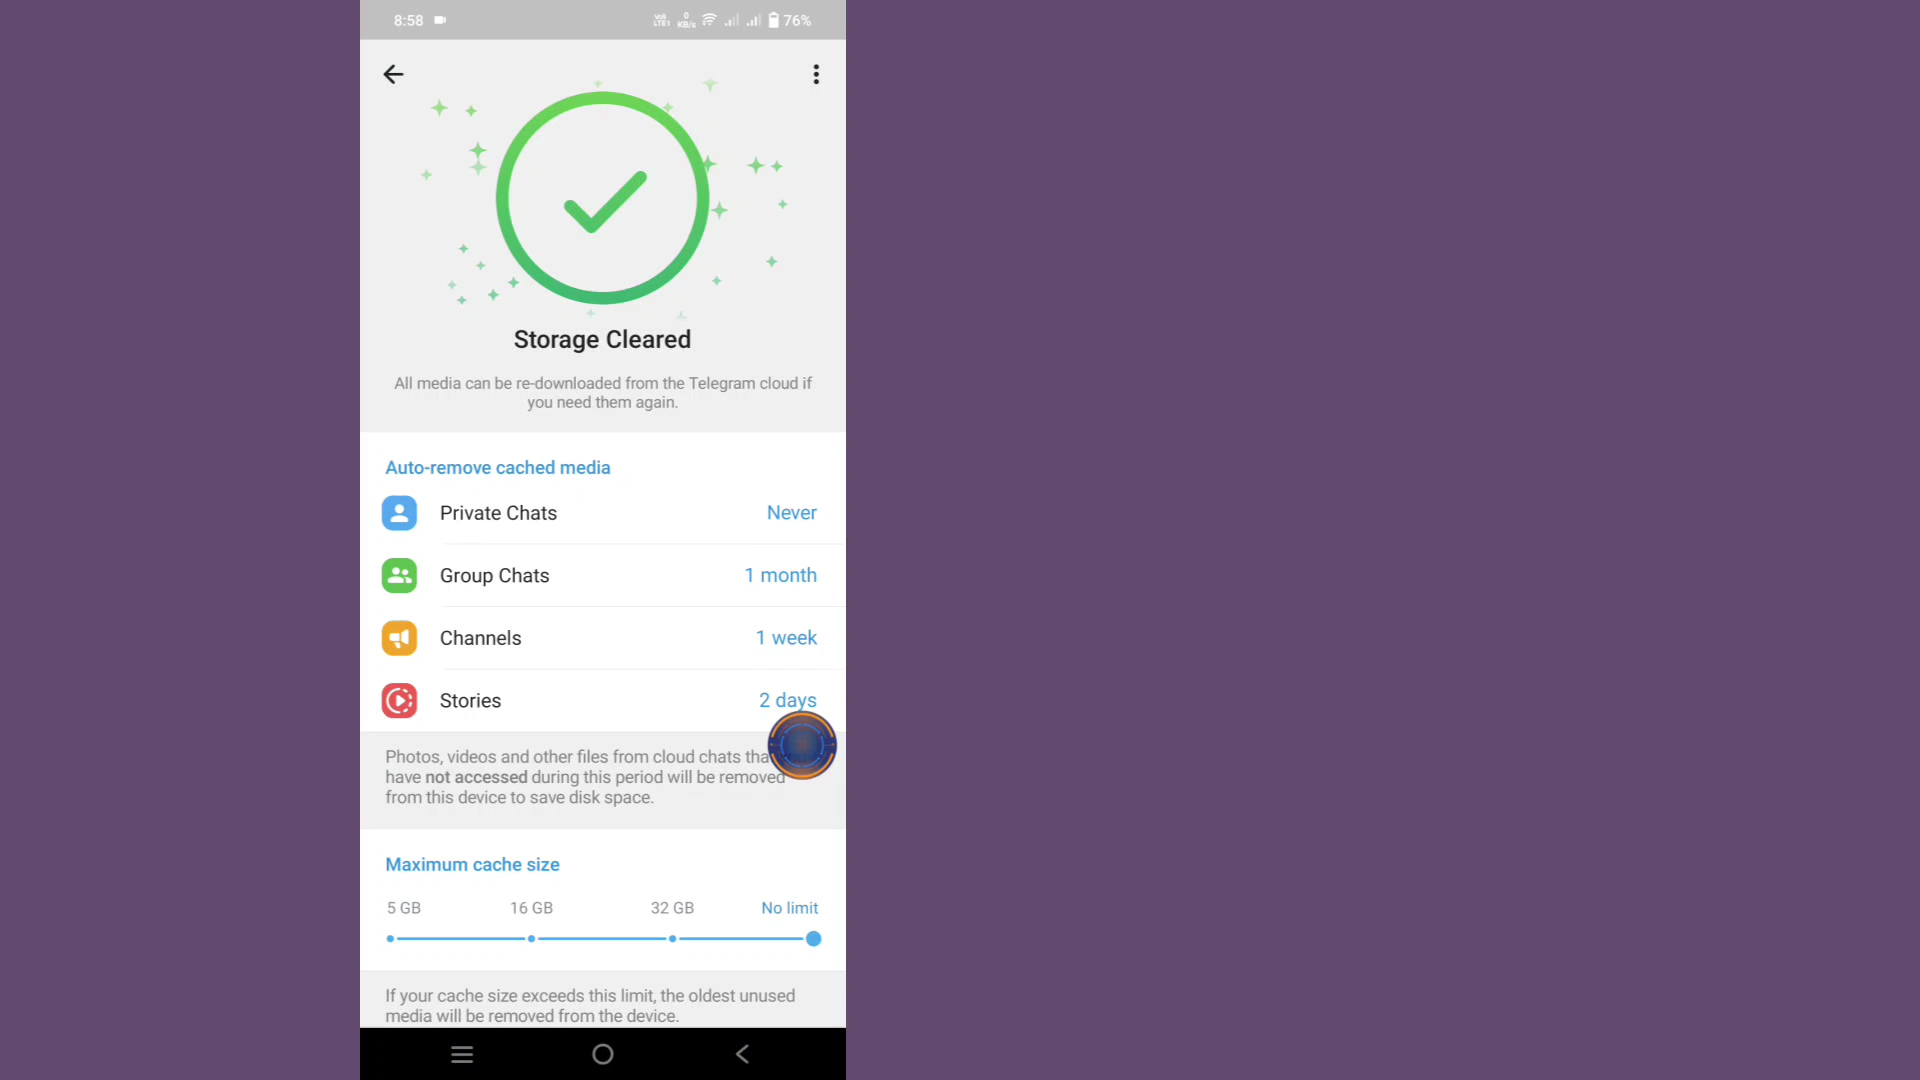 8:58
Vo)) LTE1 0 KB/s 76%
Storage Cleared
All media can be re-downloaded from the Telegram cloud if
you need them again.
Auto-remove cached media
Private Chats Never
Group Chats 1 month
Channels 1 week
Stories 2 days
Photos, videos and other files from cloud chats
have not accessed during this period will be removed
from this device to save disk space.
Maximum cache size
5 GB 16 GB 32 GB No limit
If your cache size exceeds this limit, the oldest unused
media will be removed from the device.